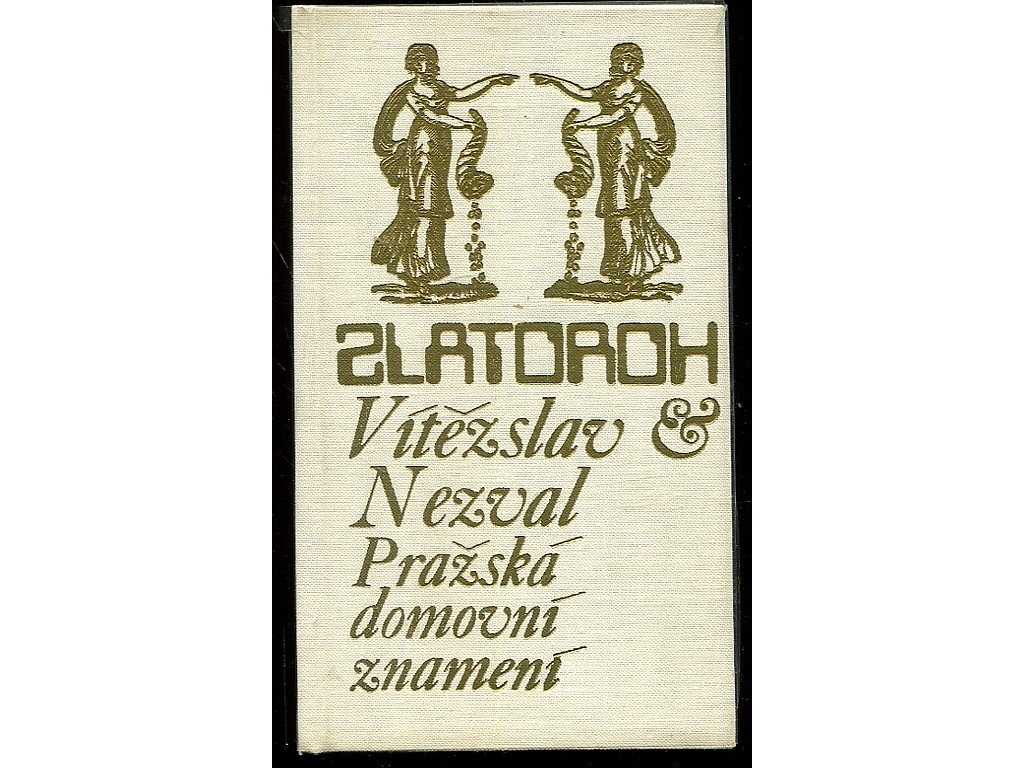 ZLATOROH
Vítězslav &
Nezval
Pražská
domovní
znamení